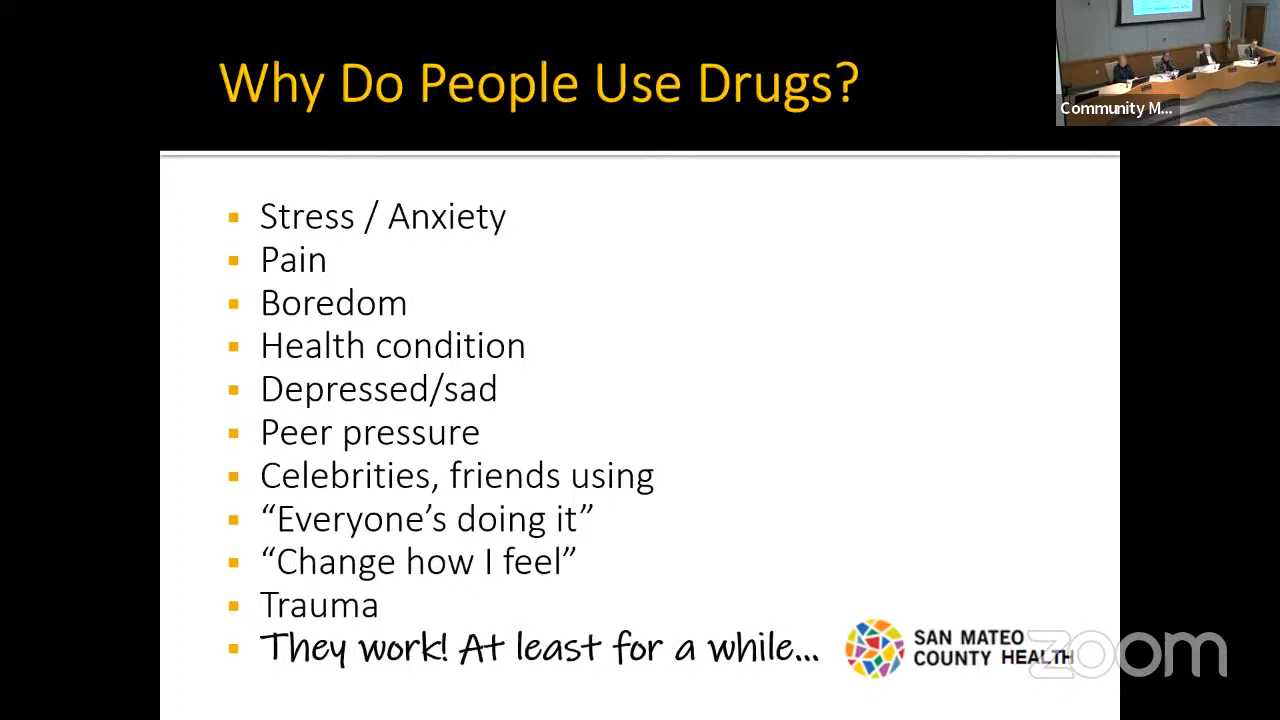 Why Do People Use Drugs?
Community M...
Stress / Anxiety
Pain
Boredom
Health condition
Depressed/sad
Peer pressure
Celebrities, friends using
“Everyone’s doing it”
“Change how I feel”
Trauma
They work! At least for a while...
SAN MATEO
COUNTY HEALTH
zoom